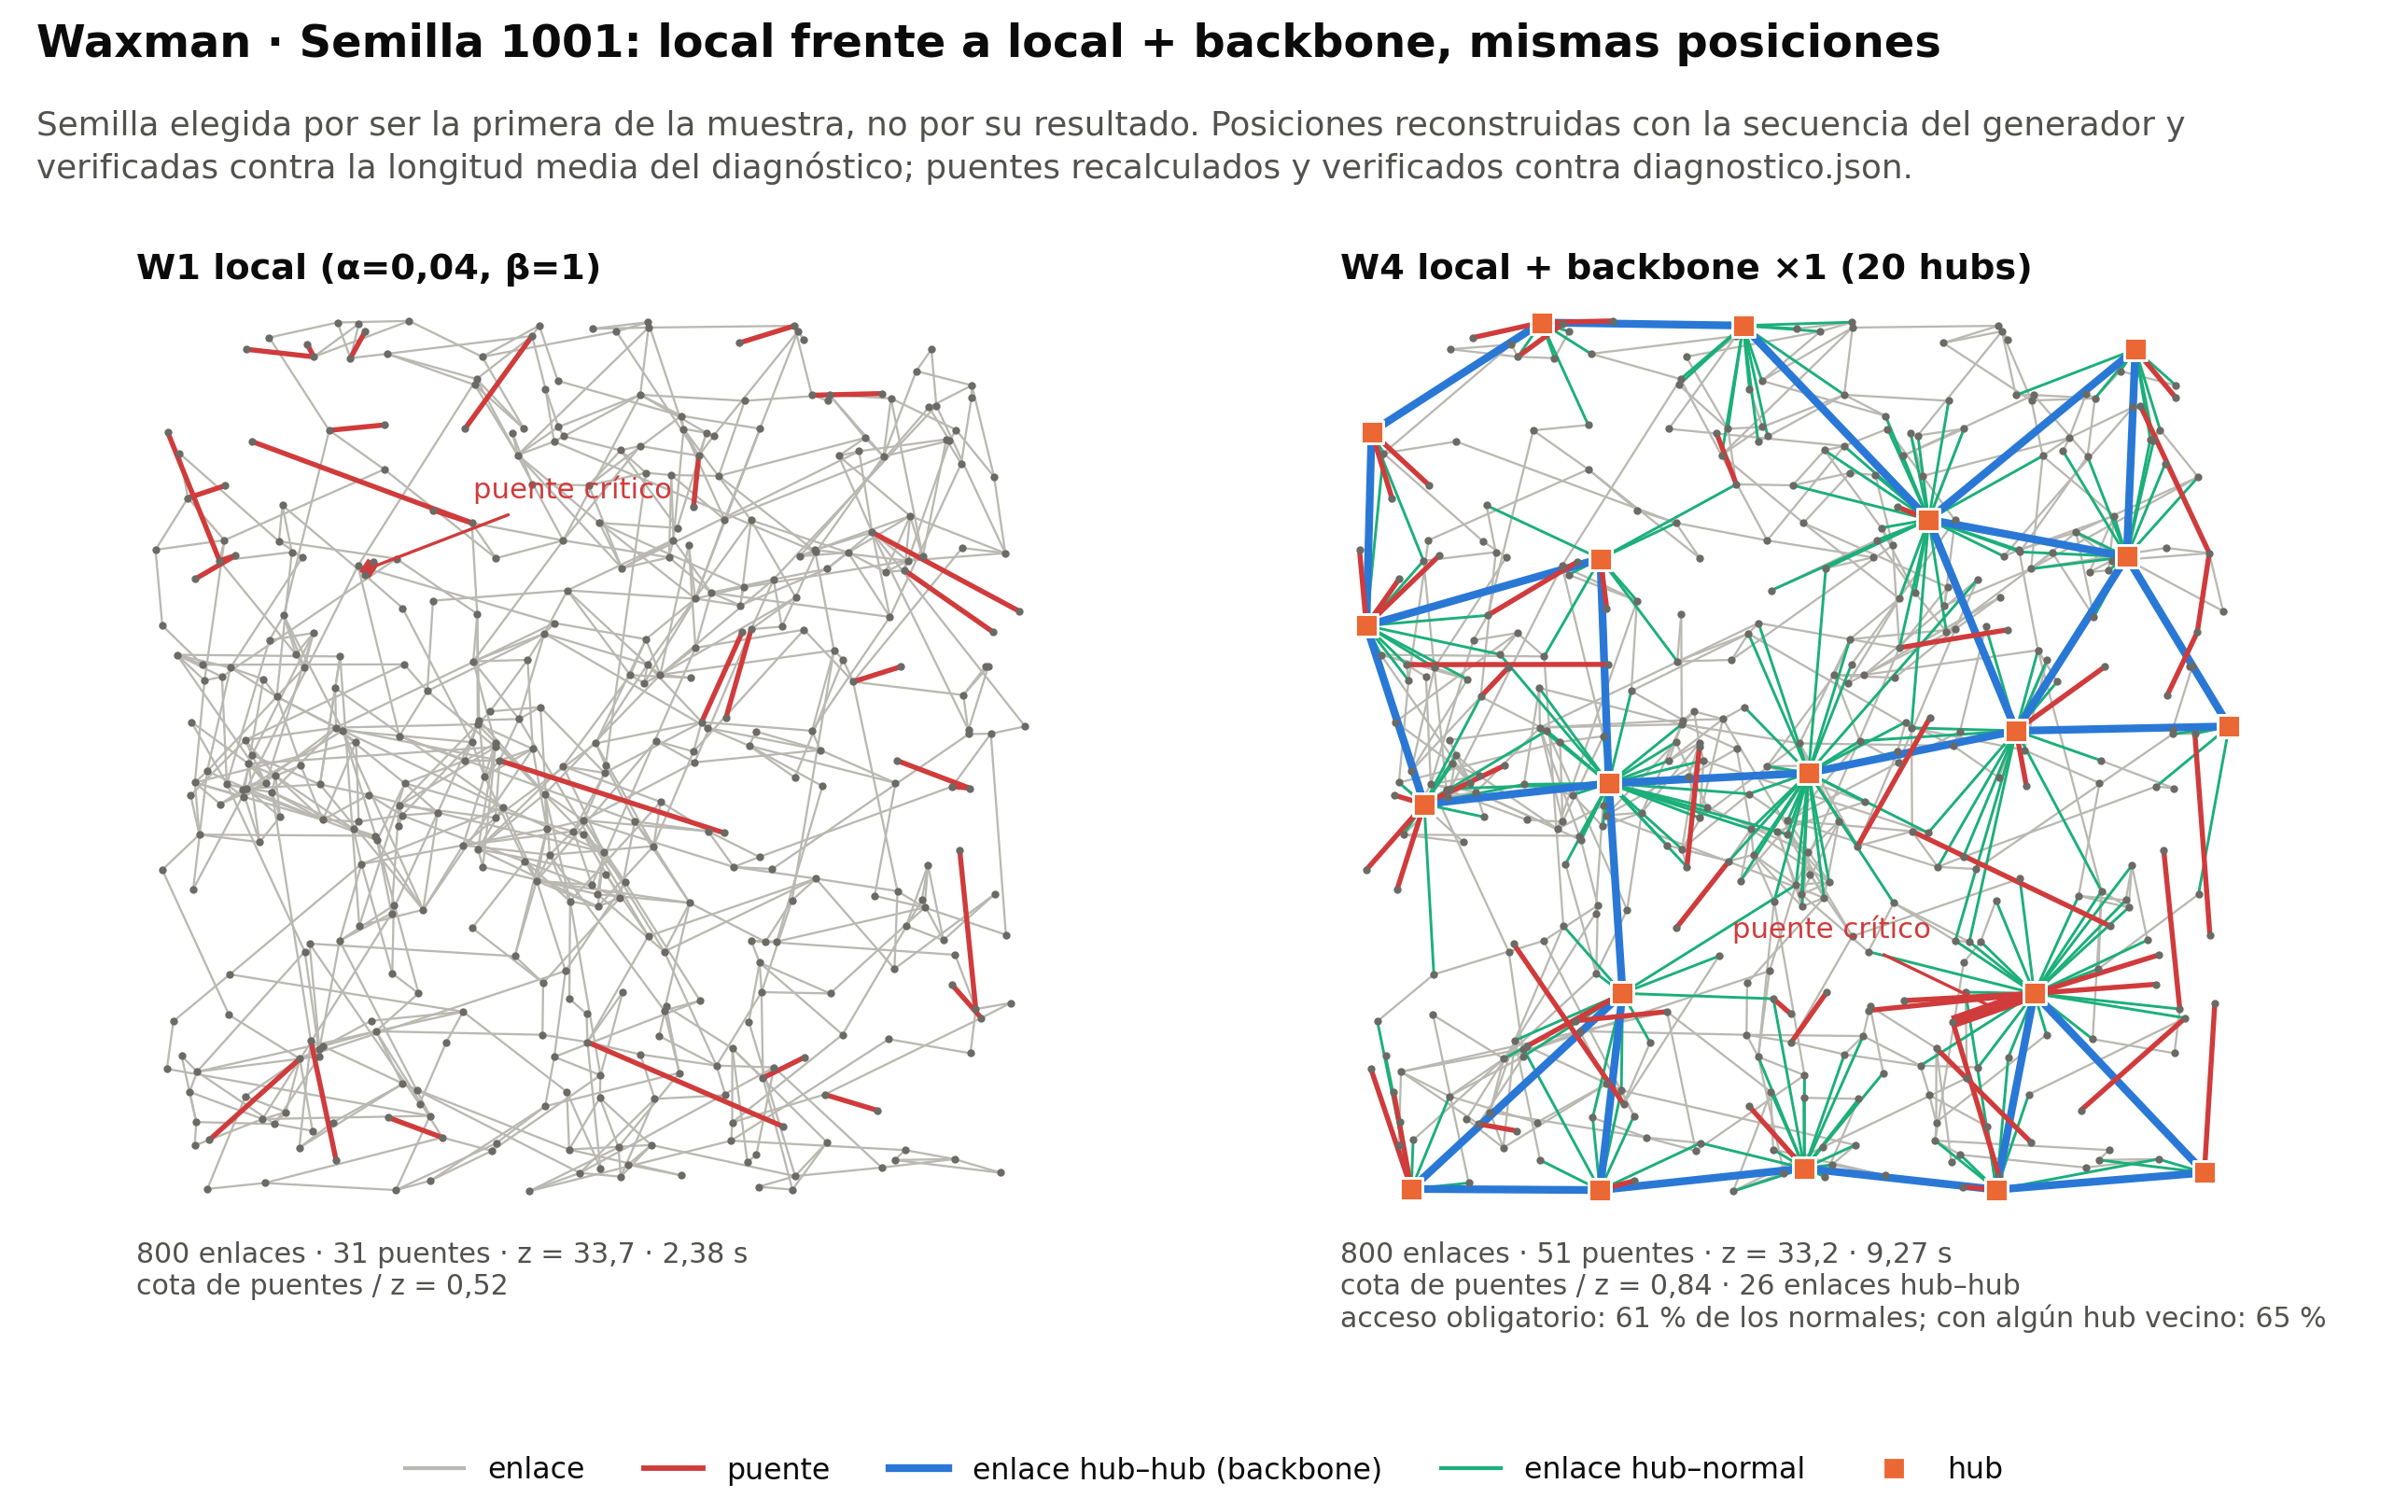 Waxman · Semilla 1001: local frente a local + backbone, mismas posiciones
Semilla elegida por ser la primera de la muestra, no por su resultado. Posiciones reconstruidas con la secuencia del generador y
verificadas contra la longitud media del diagnóstico; puentes recalculados y verificados contra diagnostico.json.
W1 local (α=0,04, β=1)
puente crítico
800 enlaces · 31 puentes · z = 33,7 · 2,38 s
cota de puentes / z = 0,52
W4 local + backbone ×1 (20 hubs)
puente crítico
800 enlaces · 51 puentes · z = 33,2 · 9,27 s
cota de puentes / z = 0,84 · 26 enlaces hub–hub
acceso obligatorio: 61 % de los normales; con algún hub vecino: 65 %
enlace
puente
enlace hub–hub (backbone)
enlace hub–normal
hub